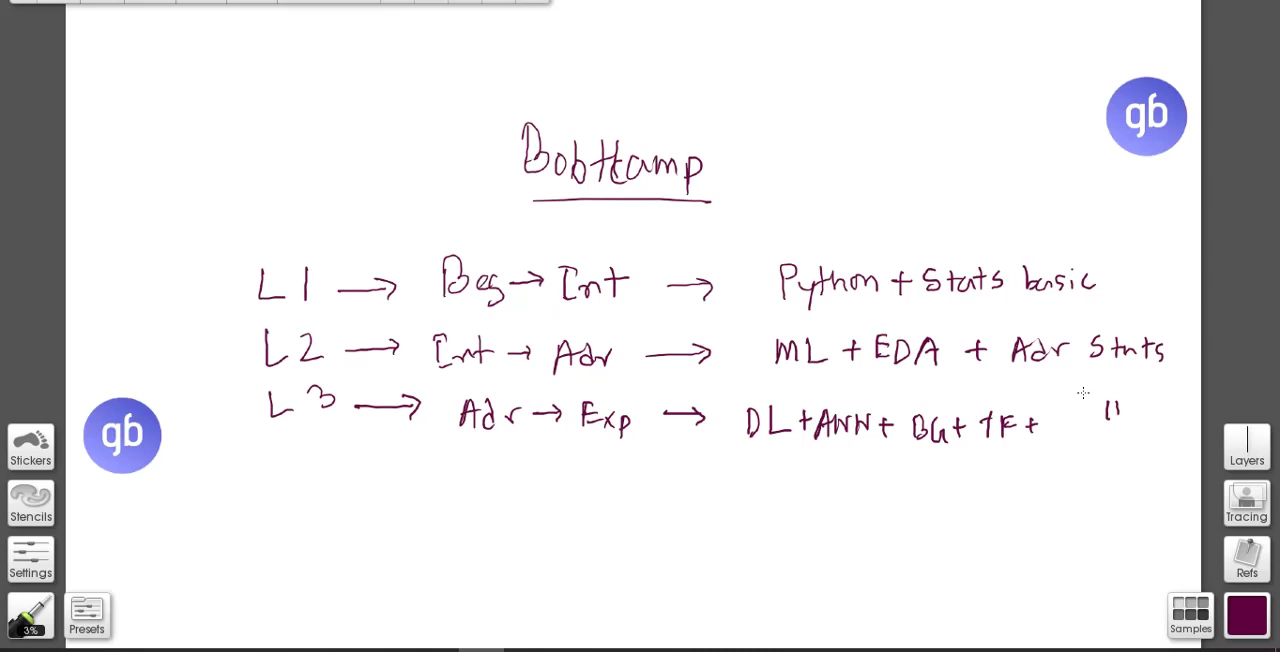 gb
BootCamp
L1 → Beg → Int → Python + Stats basic
L2 → Int → Adv → ML + EDA + Adv Stats
L3 → Adv → Exp → DL + ANN + + TF + "
gb
Stickers
Stencils
Settings
3%
Presets
Layers
Tracing
Refs
Samples